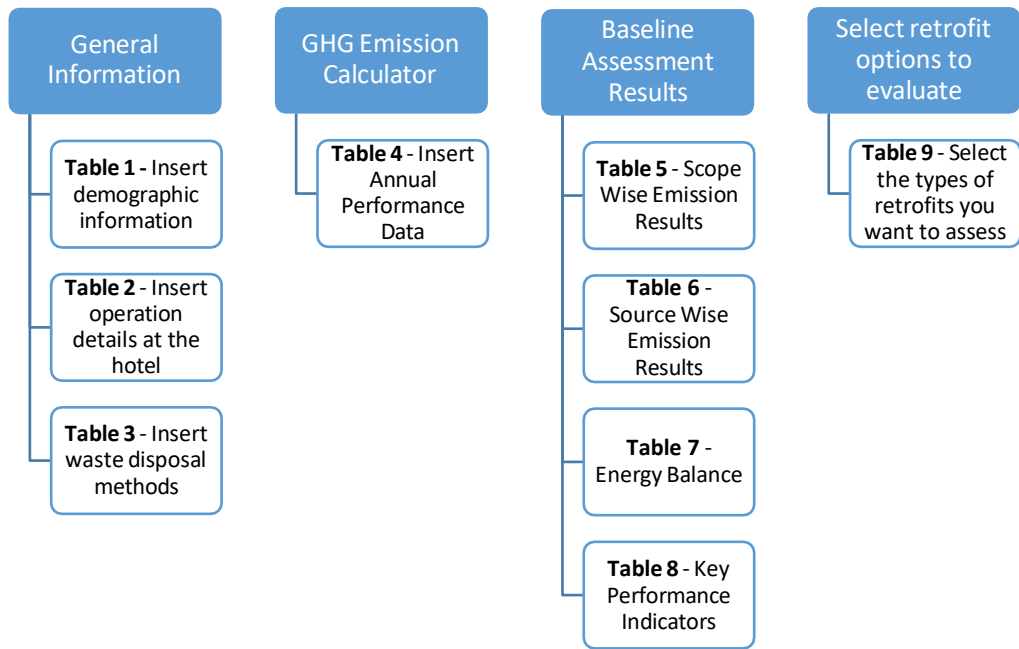 General
Information
Table 1 - Insert
demographic
information
Table 2 - Insert
operation
details at the
hotel
Table 3 - Insert
waste disposal
methods
GHG Emission
Calculator
Table 4 - Insert
Annual
Performance
Data
Baseline
Assessment
Results
Table 5 - Scope
Wise Emission
Results
Table 6 -
Source Wise
Emission
Results
Table 7 -
Energy Balance
Table 8 - Key
Performance
Indicators
Select retrofit
options to
evaluate
Table 9 - Select
the types of
retrofits you
want to assess